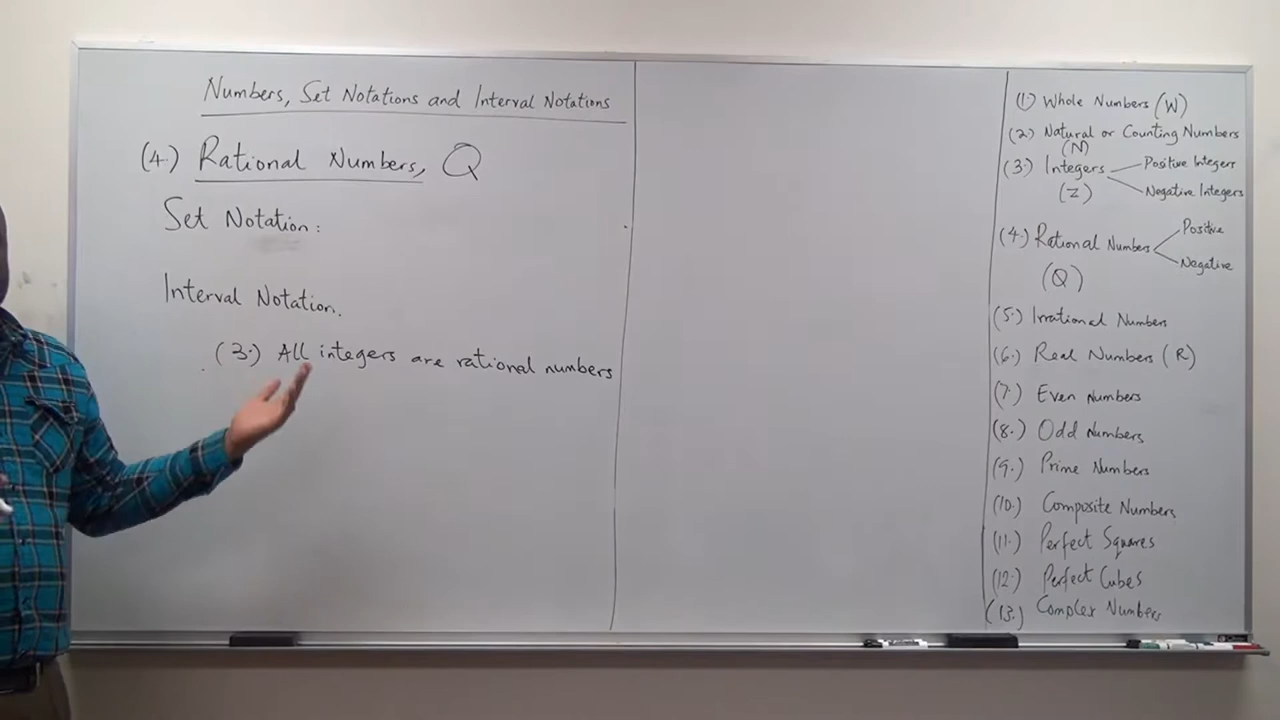 Numbers, Set Notations and Interval Notations
(4.) Rational Numbers, Q
Set Notation:
Interval Notation.
(3.) All integers are rational numbers
(1.) Whole Numbers (W)
(2.) Natural or Counting Numbers
(N)
(3.) Integers
Positive Integers
Negative Integers
(Z)
(4.) Rational Numbers
Positive
Negative
(Q)
(5.) Irrational Numbers
(6.) Real Numbers (R)
(7.) Even Numbers
(8.) Odd Numbers
(9.) Prime Numbers
(10.) Composite Numbers
(11.) Perfect Squares
(12.) Perfect Cubes
(13.) Complex Numbers